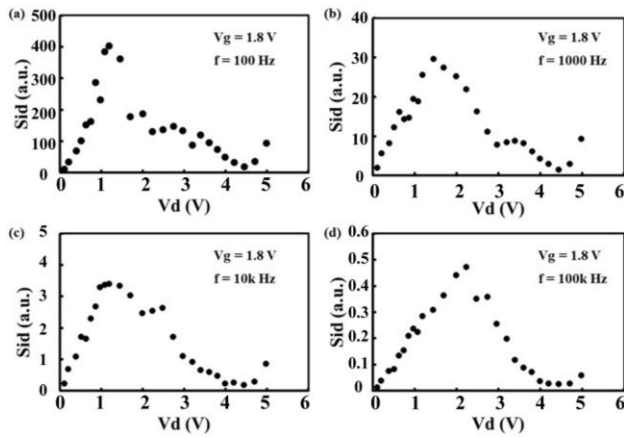 (a)
500
400
300
200
100
0
Sid (a.u.)
Vg = 1.8 V
f = 100 Hz
0 1 2 3 4 5 6
Vd (V)
(b)
40
30
20
10
0
Sid (a.u.)
Vg = 1.8 V
f = 1000 Hz
0 1 2 3 4 5 6
Vd (V)
(c)
5
4
3
2
1
0
Sid (a.u.)
Vg = 1.8 V
f = 10k Hz
0 1 2 3 4 5 6
Vd (V)
(d)
0.6
0.5
0.4
0.3
0.2
0.1
0.0
Sid (a.u.)
Vg = 1.8 V
f = 100k Hz
0 1 2 3 4 5 6
Vd (V)